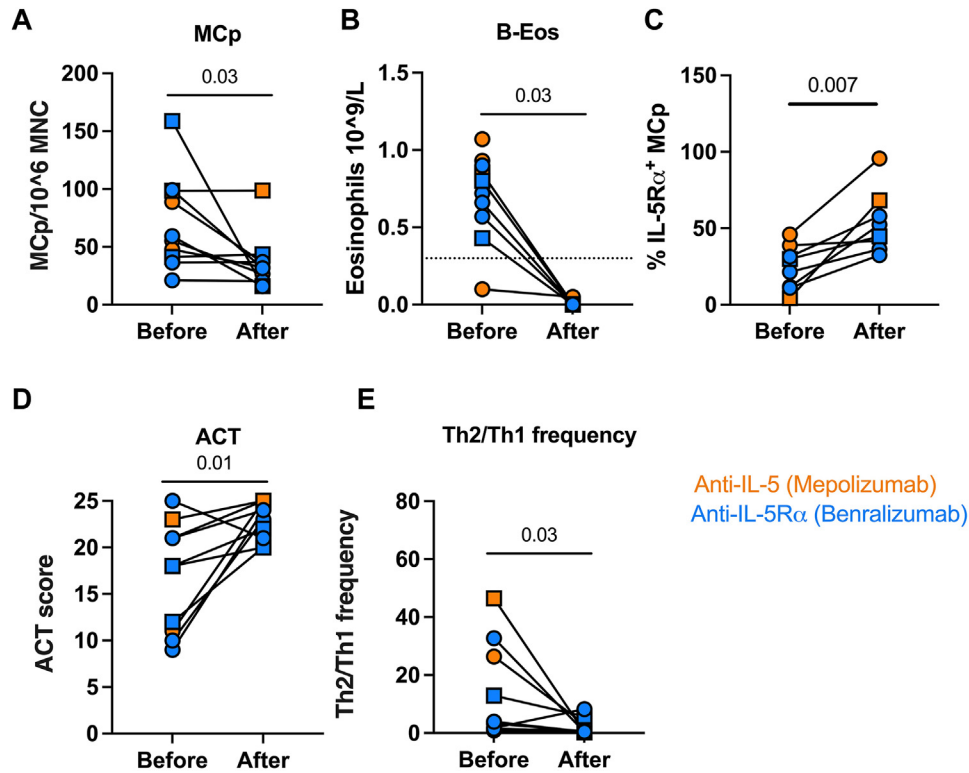 A
MCp
0.03
200
150
100
50
0
MCp/10^6 MNC
Before After
B
B-Eos
0.03
1.5
1.0
0.5
0.0
Eosinophils 10^9/L
Before After
C
0.007
150
100
50
0
% IL-5Rα+ MCp
Before After
D
ACT
0.01
25
20
15
10
5
0
ACT score
Before After
E
Th2/Th1 frequency
0.03
80
60
40
20
0
Th2/Th1 frequency
Before After
Anti-IL-5 (Mepolizumab)
Anti-IL-5Rα (Benralizumab)